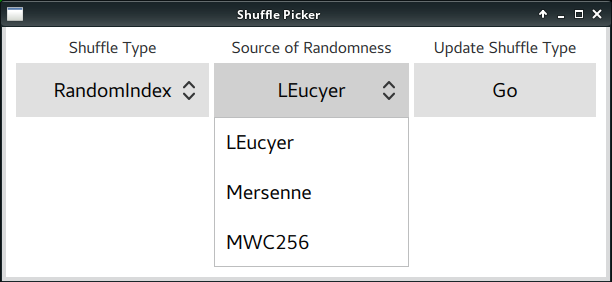 Shuffle Picker
Shuffle Type Source of Randomness Update Shuffle Type
RandomIndex LEucyer Go
LEucyer
Mersenne
MWC256